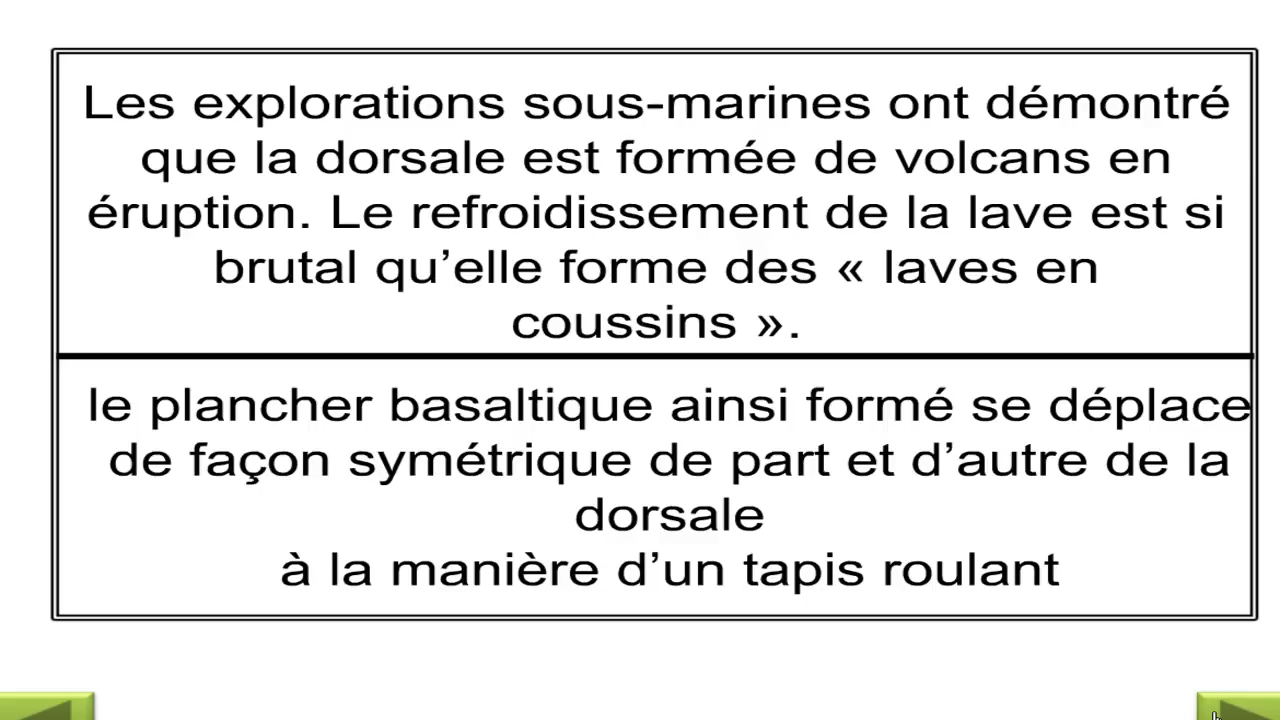 Les explorations sous-marines ont démontré
que la dorsale est formée de volcans en
éruption. Le refroidissement de la lave est si
brutal qu’elle forme des « laves en
coussins ».
le plancher basaltique ainsi formé se déplace
de façon symétrique de part et d’autre de la
dorsale
à la manière d’un tapis roulant